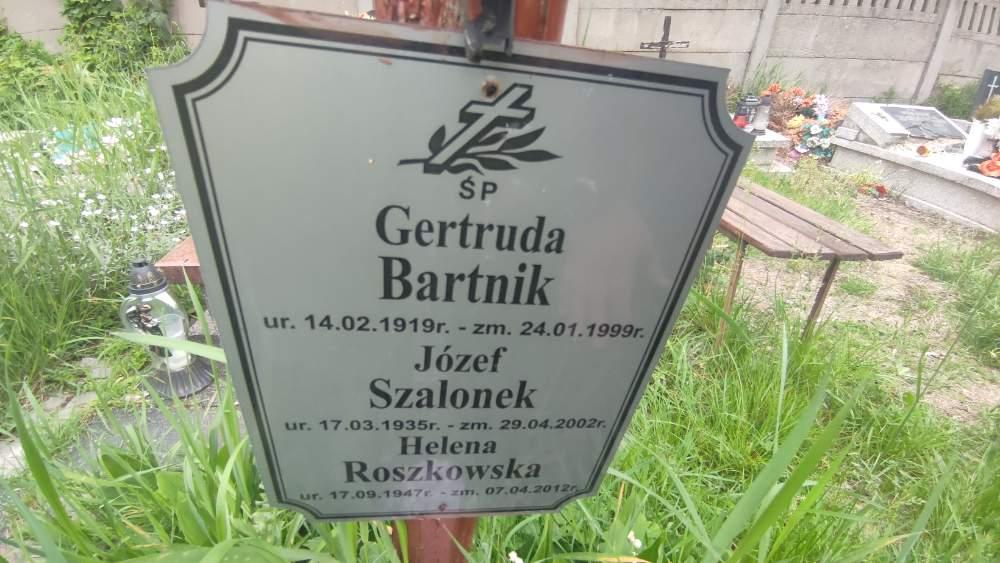 ŚP
Gertruda
Bartnik
ur. 14.02.1919r. - zm. 24.01.1999r.
Józef
Szalonek
ur. 17.03.1935r. - zm. 29.04.2002r.
Helena
Roszkowska
ur. 17.09.1947r. - zm. 07.04.2012r.